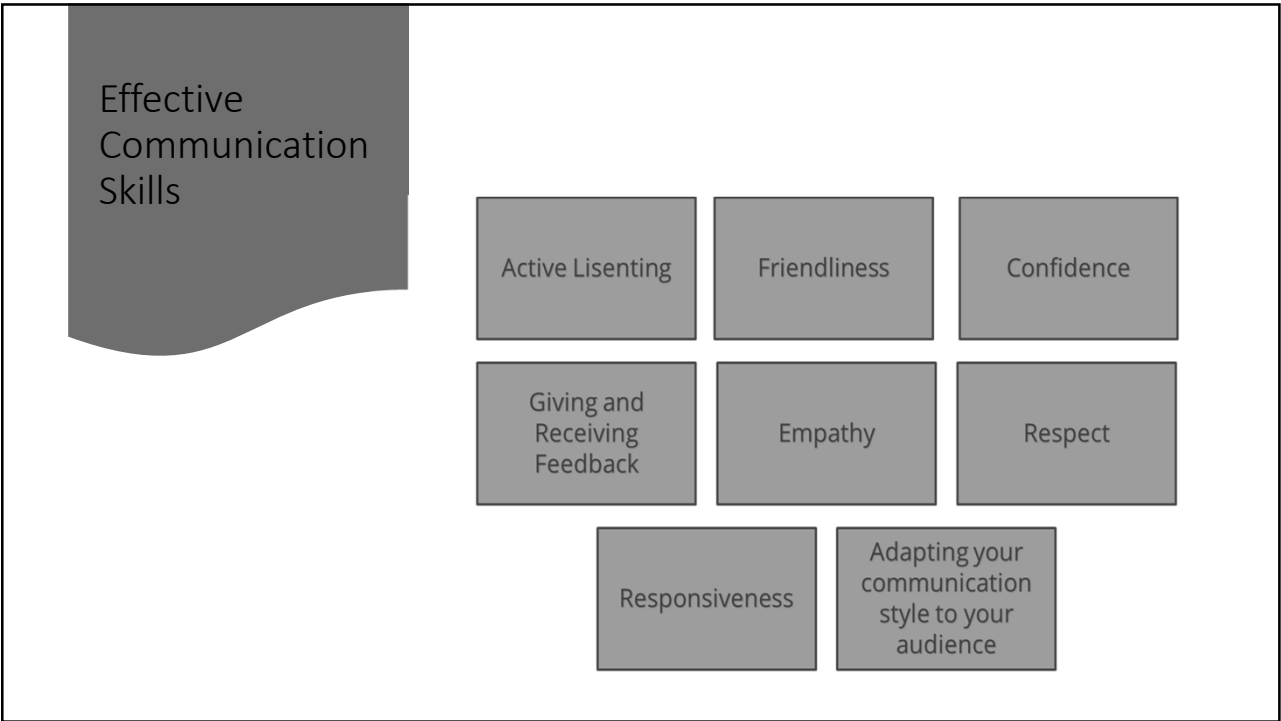 Effective
Communication
Skills
Active Lisenting
Friendliness
Confidence
Giving and
Receiving
Feedback
Empathy
Respect
Responsiveness
Adapting your
communication
style to your
audience